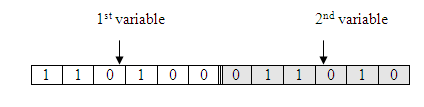 1st variable 2nd variable
1 1 0 1 0 0 0 1 1 0 1 0